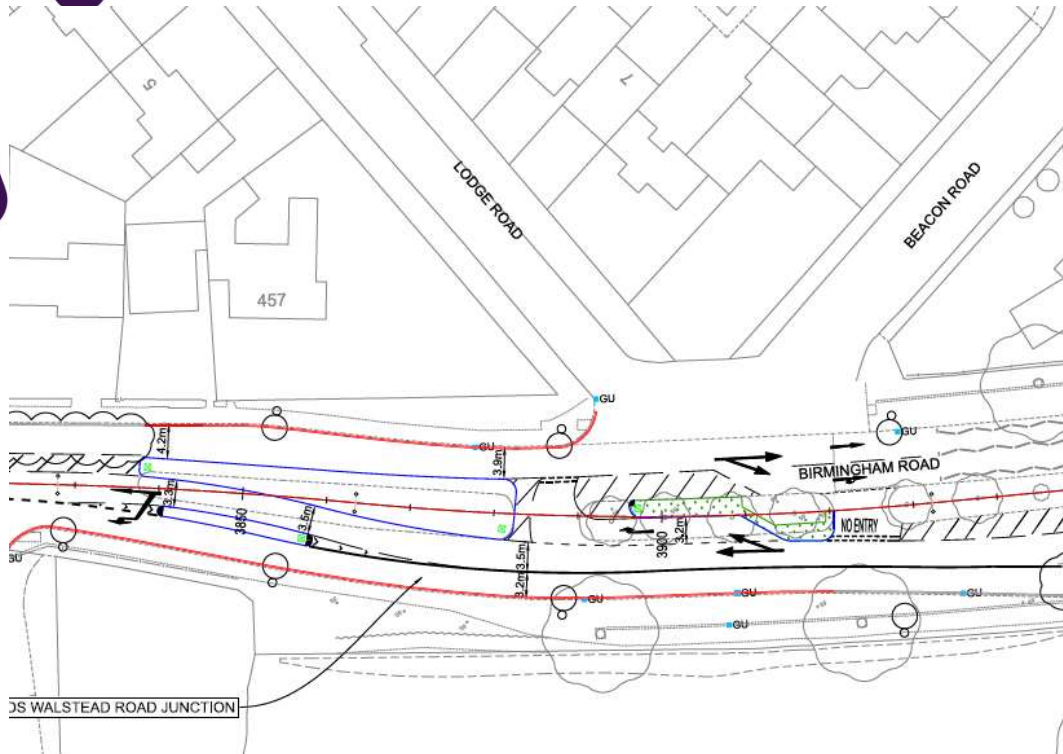 5
7
LODGE ROAD
BEACON ROAD
457
GU
4.2m
GU
3.9m
GU
BIRMINGHAM ROAD
3.3m
3850
3.5m
3900
3.2m
NO ENTRY
3.5m
3.2m
GU
GU
GU
GU
GU
OS WALSTEAD ROAD JUNCTION